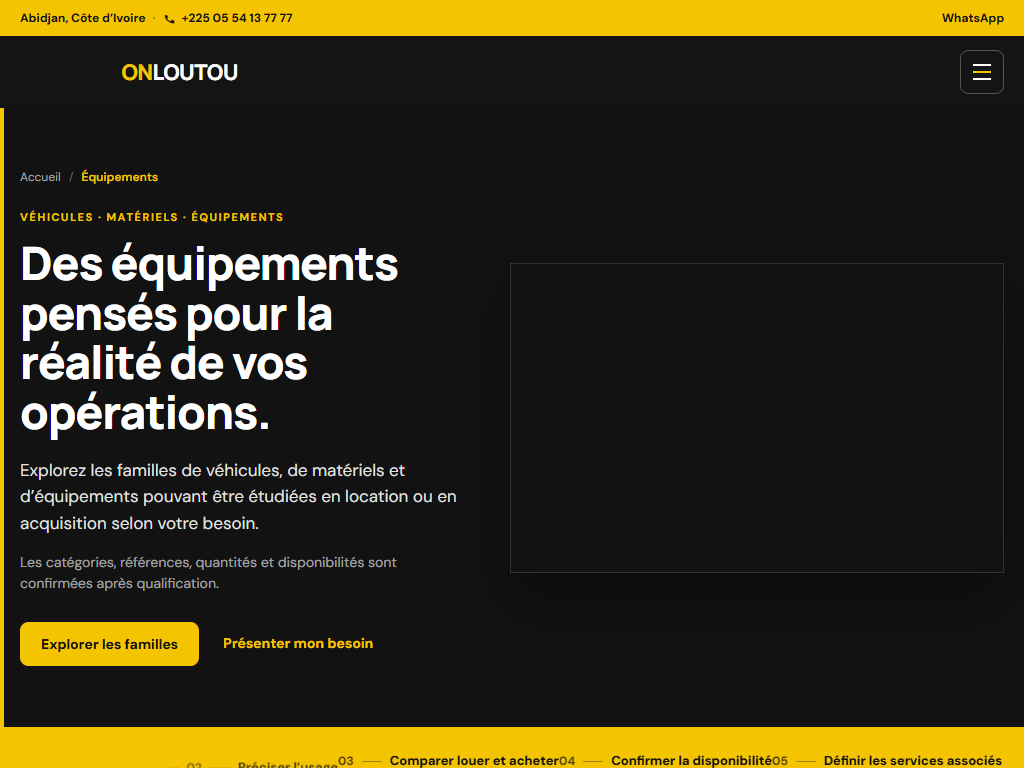 Abidjan, Côte d’Ivoire · +225 05 54 13 77 77
WhatsApp
ONLOUTOU
Accueil / Équipements
VÉHICULES · MATÉRIELS · ÉQUIPEMENTS
Des équipements
pensés pour la
réalité de vos
opérations.
Explorez les familles de véhicules, de matériels et
d’équipements pouvant être étudiées en location ou en
acquisition selon votre besoin.
Les catégories, références, quantités et disponibilités sont
confirmées après qualification.
Explorer les familles
Présenter mon besoin
02 — Préciser l’usage
03 — Comparer louer et acheter
04 — Confirmer la disponibilité
05 — Définir les services associés